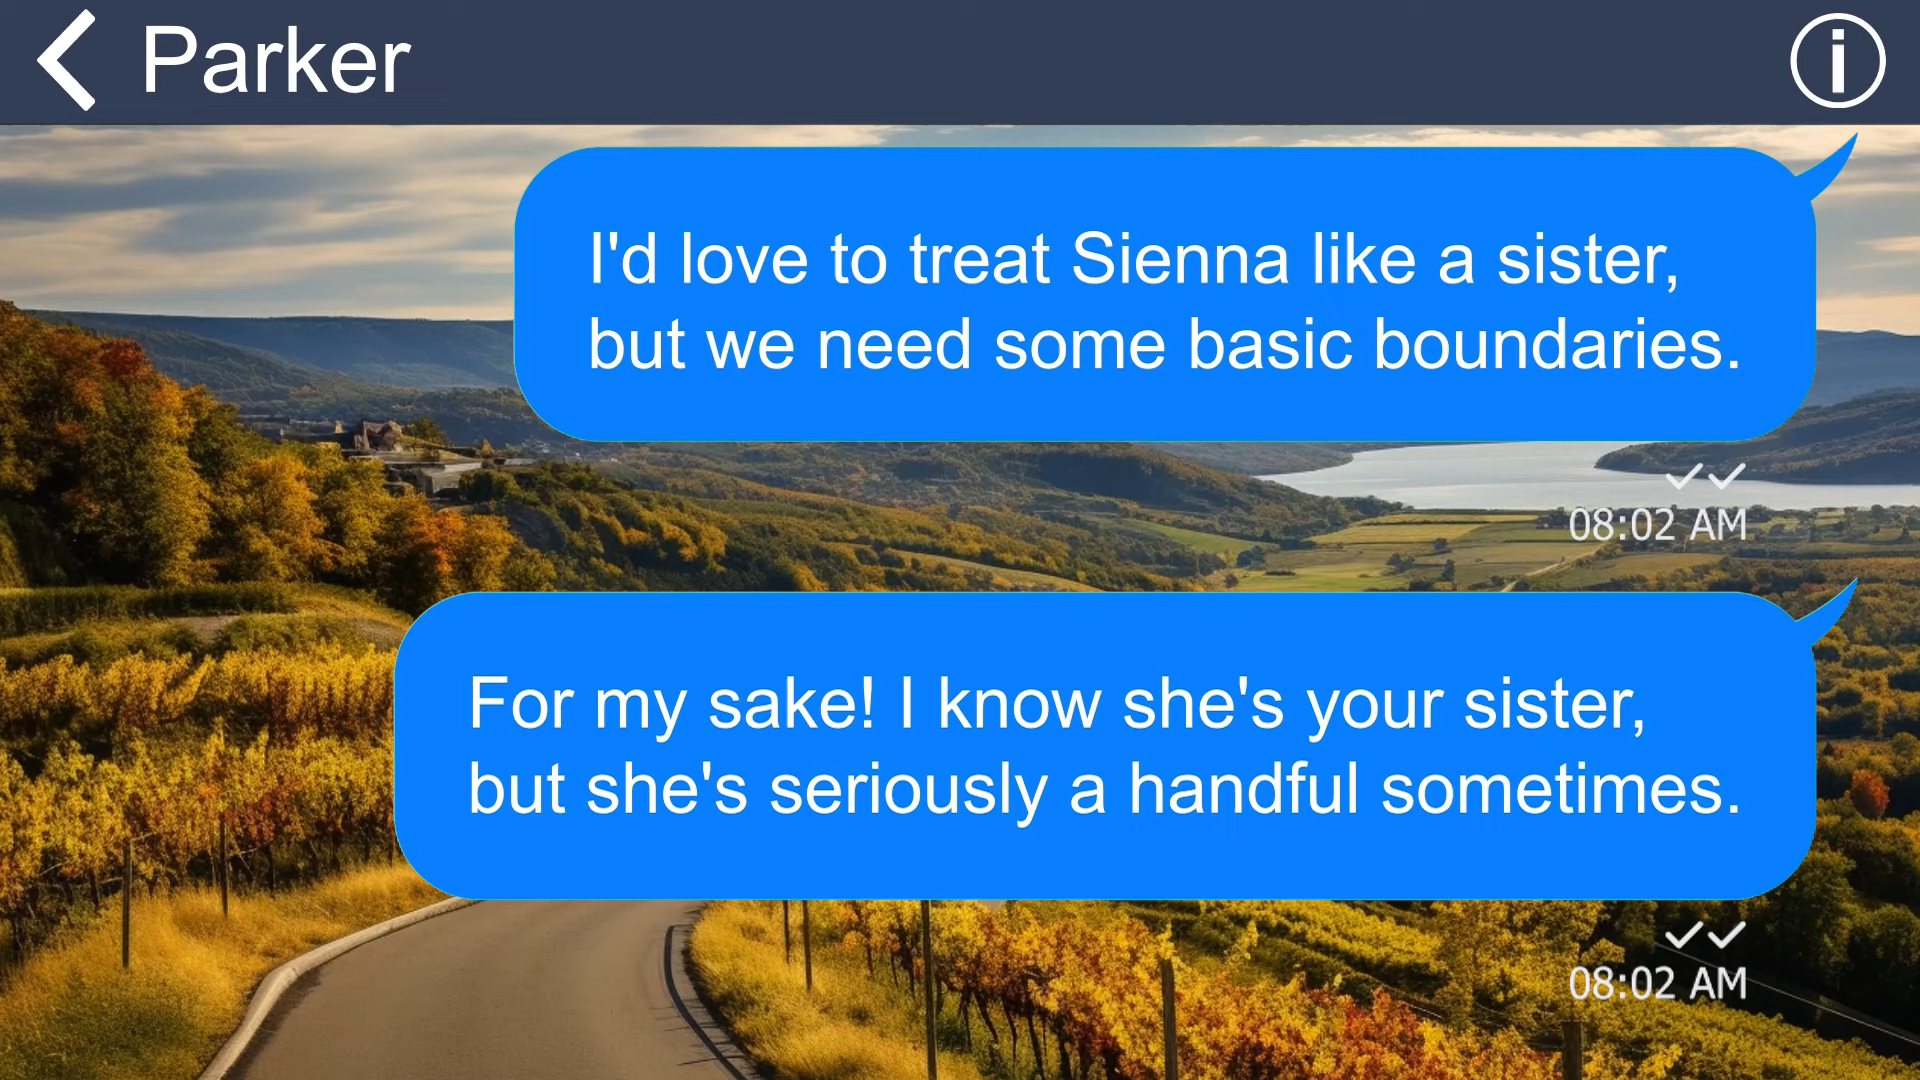 Parker
I'd love to treat Sienna like a sister,
but we need some basic boundaries.
08:02 AM
For my sake! I know she's your sister,
but she's seriously a handful sometimes.
08:02 AM